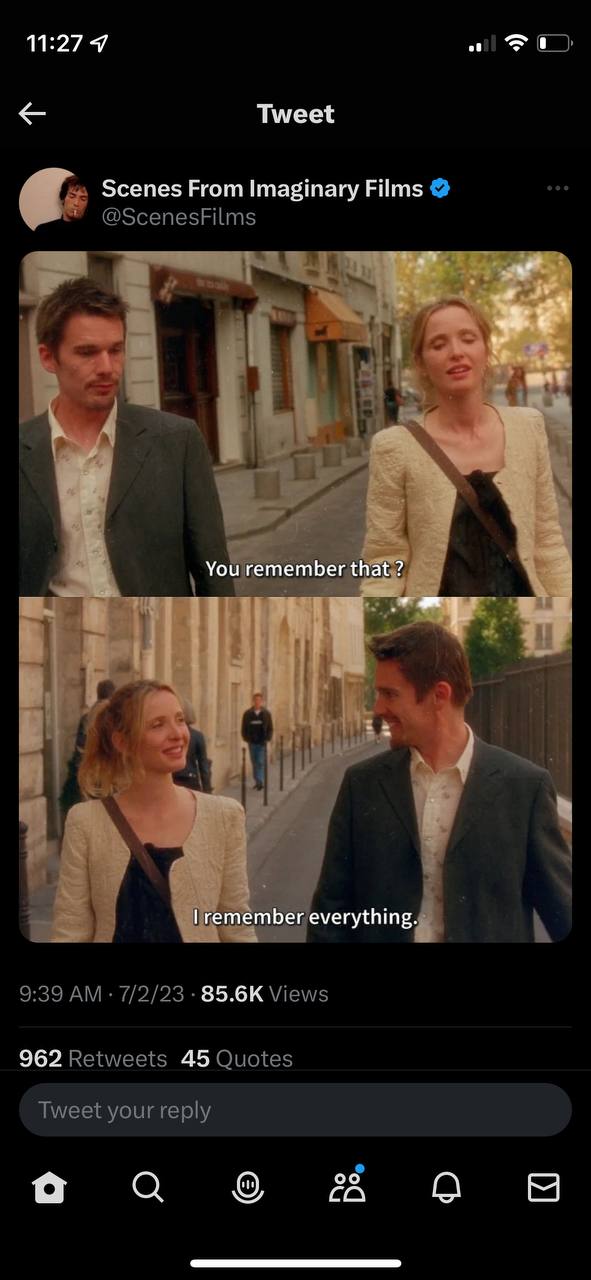 11:27
Tweet
Scenes From Imaginary Films
@ScenesFilms
You remember that ?
I remember everything.
9:39 AM · 7/2/23 · 85.6K Views
962 Retweets 45 Quotes
Tweet your reply